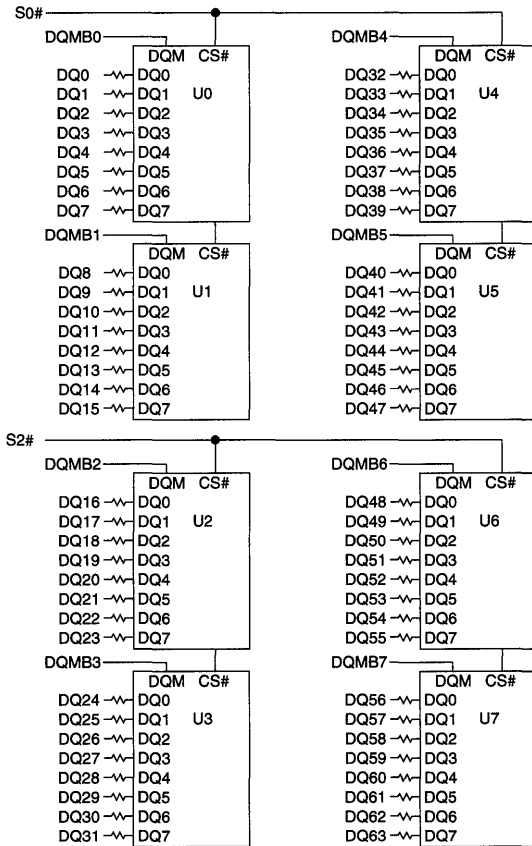 S0#
DQMB0
DQM CS#
U0
DQ0 DQ0
DQ1 DQ1
DQ2 DQ2
DQ3 DQ3
DQ4 DQ4
DQ5 DQ5
DQ6 DQ6
DQ7 DQ7
DQMB4
DQM CS#
U4
DQ32 DQ0
DQ33 DQ1
DQ34 DQ2
DQ35 DQ3
DQ36 DQ4
DQ37 DQ5
DQ38 DQ6
DQ39 DQ7
DQMB1
DQM CS#
U1
DQ8 DQ0
DQ9 DQ1
DQ10 DQ2
DQ11 DQ3
DQ12 DQ4
DQ13 DQ5
DQ14 DQ6
DQ15 DQ7
DQMB5
DQM CS#
U5
DQ40 DQ0
DQ41 DQ1
DQ42 DQ2
DQ43 DQ3
DQ44 DQ4
DQ45 DQ5
DQ46 DQ6
DQ47 DQ7
S2#
DQMB2
DQM CS#
U2
DQ16 DQ0
DQ17 DQ1
DQ18 DQ2
DQ19 DQ3
DQ20 DQ4
DQ21 DQ5
DQ22 DQ6
DQ23 DQ7
DQMB6
DQM CS#
U6
DQ48 DQ0
DQ49 DQ1
DQ50 DQ2
DQ51 DQ3
DQ52 DQ4
DQ53 DQ5
DQ54 DQ6
DQ55 DQ7
DQMB3
DQM CS#
U3
DQ24 DQ0
DQ25 DQ1
DQ26 DQ2
DQ27 DQ3
DQ28 DQ4
DQ29 DQ5
DQ30 DQ6
DQ31 DQ7
DQMB7
DQM CS#
U7
DQ56 DQ0
DQ57 DQ1
DQ58 DQ2
DQ59 DQ3
DQ60 DQ4
DQ61 DQ5
DQ62 DQ6
DQ63 DQ7